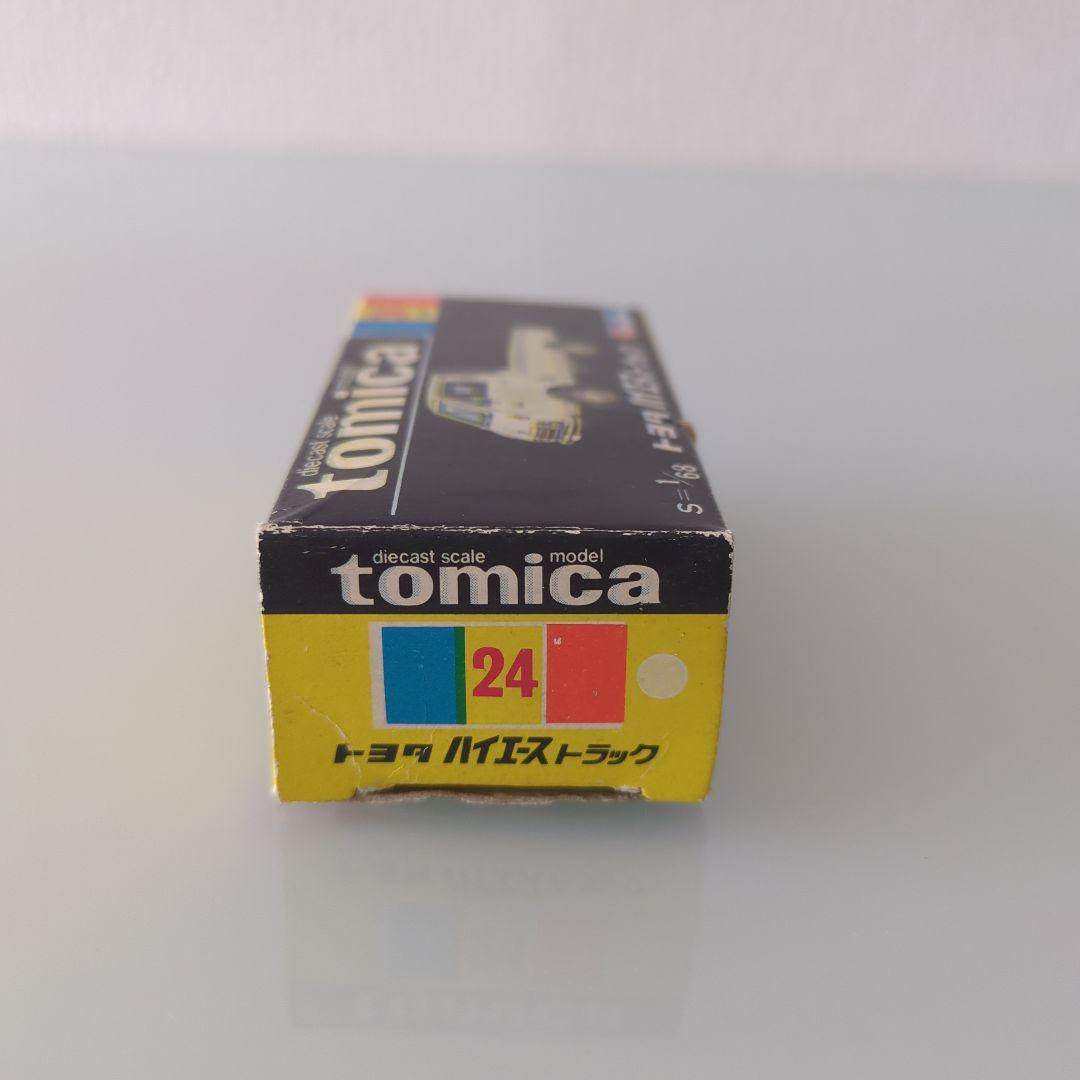 diecast scale model
tomica
トヨタ ハイエース
S=1/68
diecast scale model
tomica
24
トヨタ ハイエーストラック